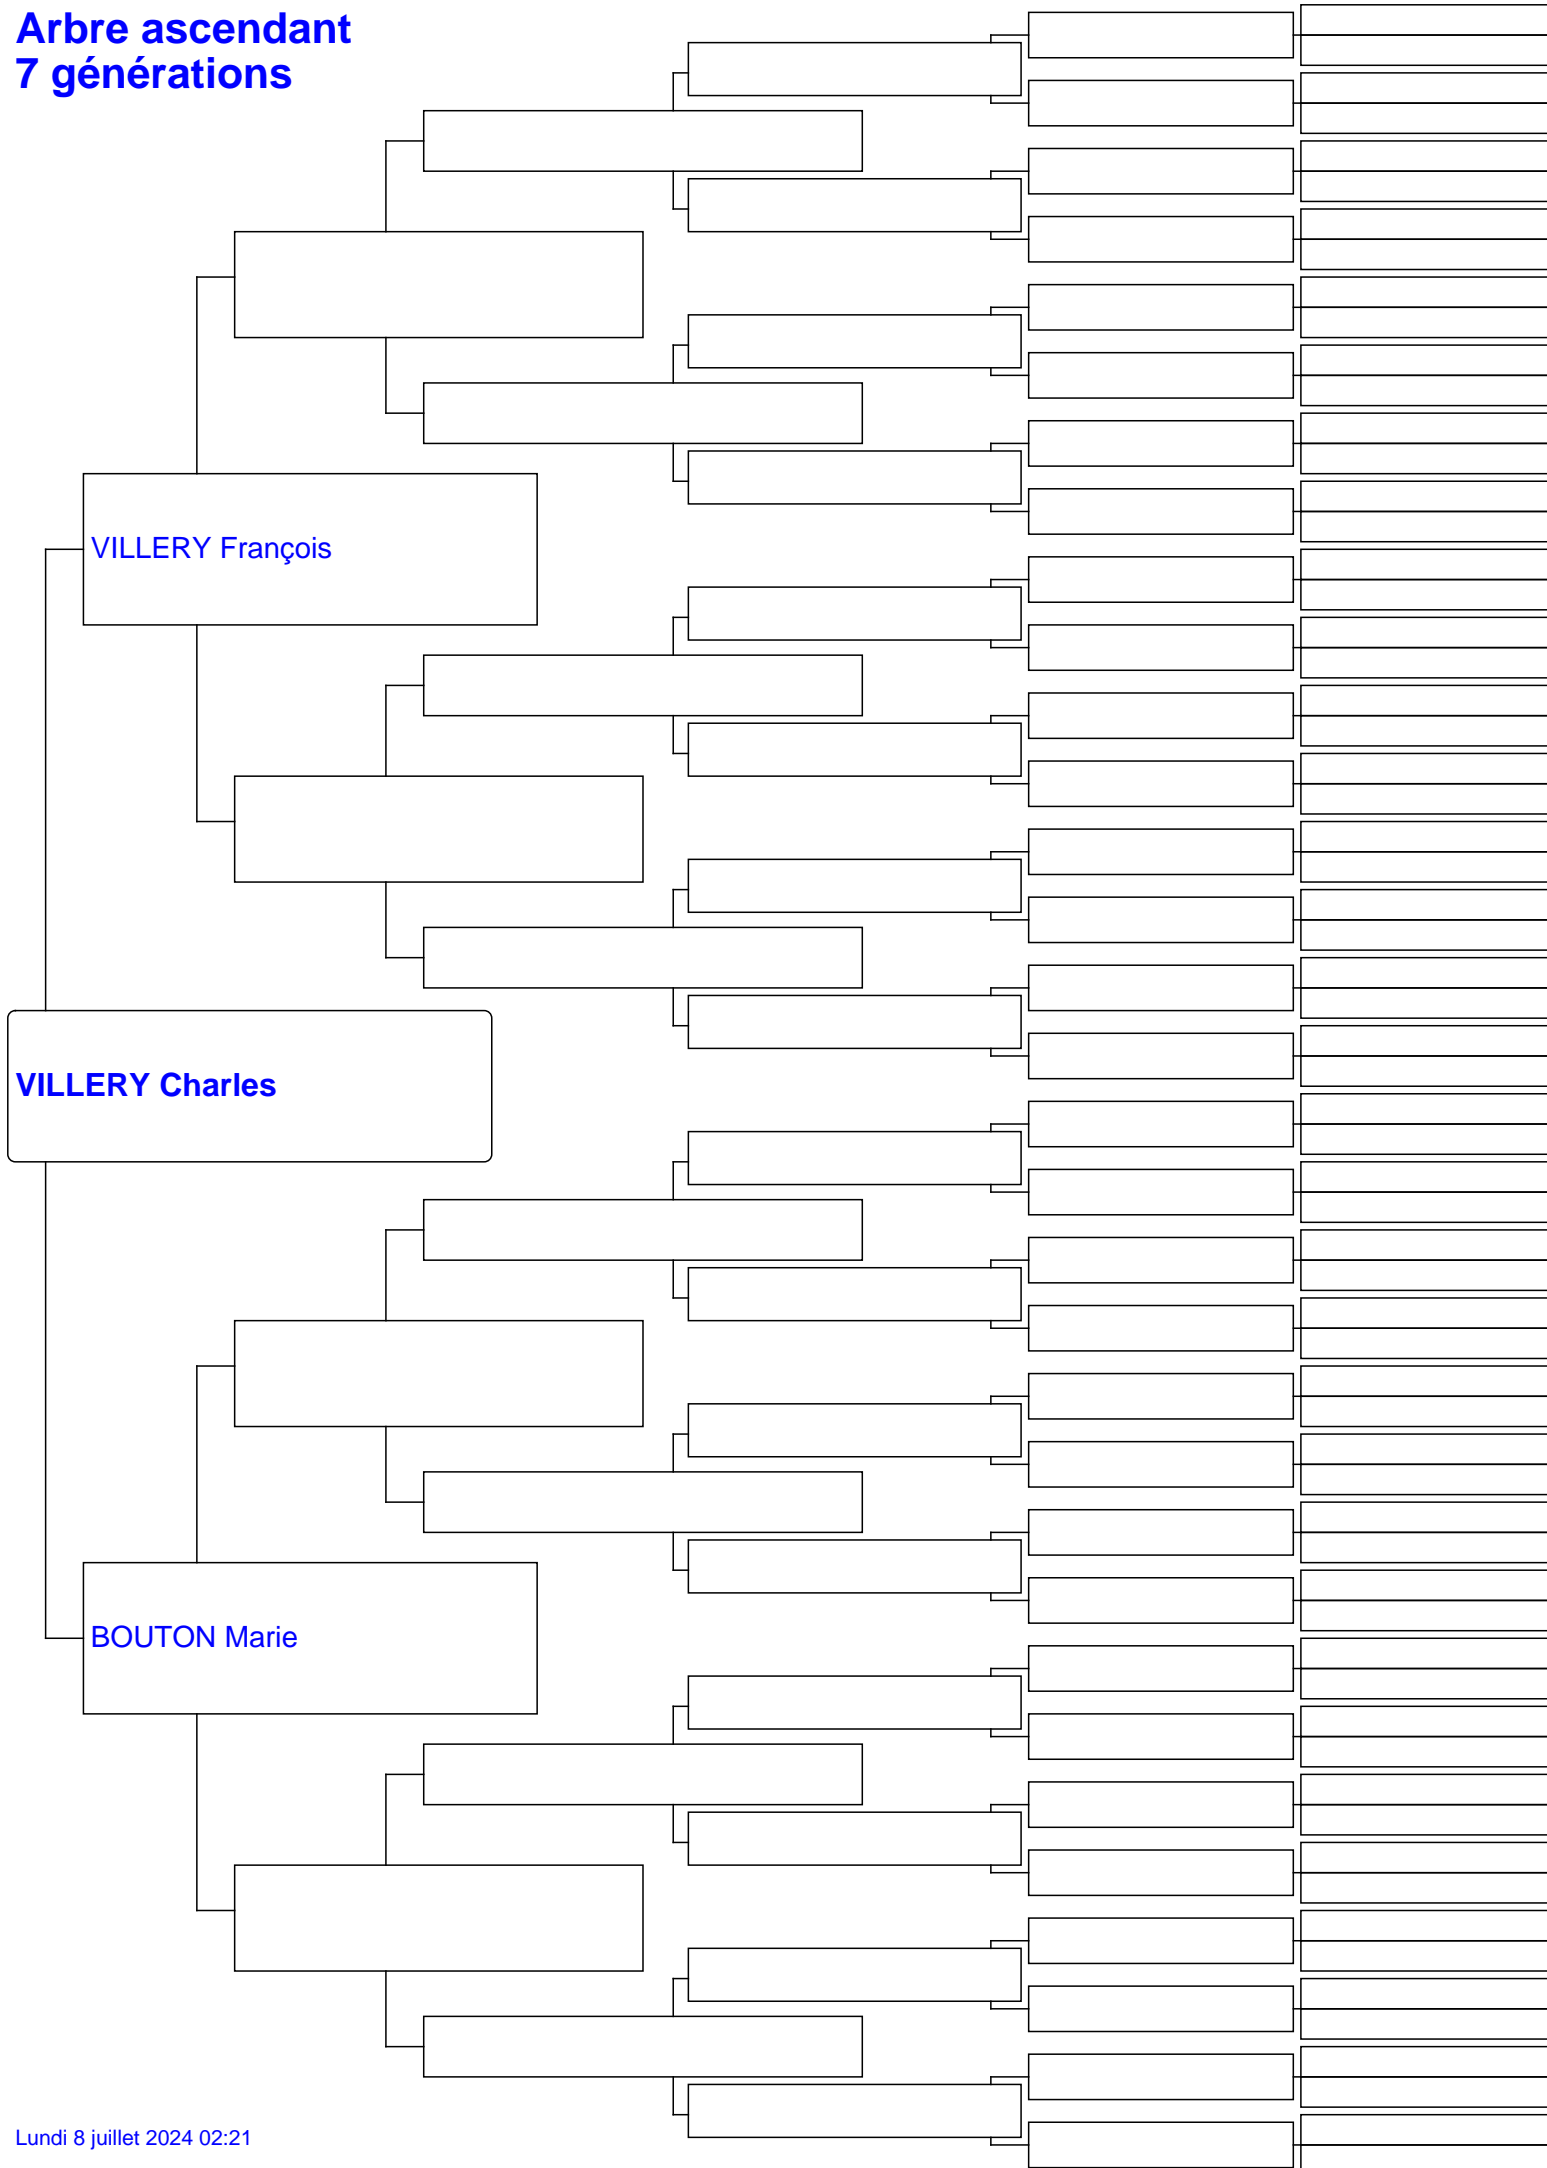 Arbre ascendant
7 générations
VILLERY François
VILLERY Charles
BOUTON Marie
Lundi 8 juillet 2024 02:21